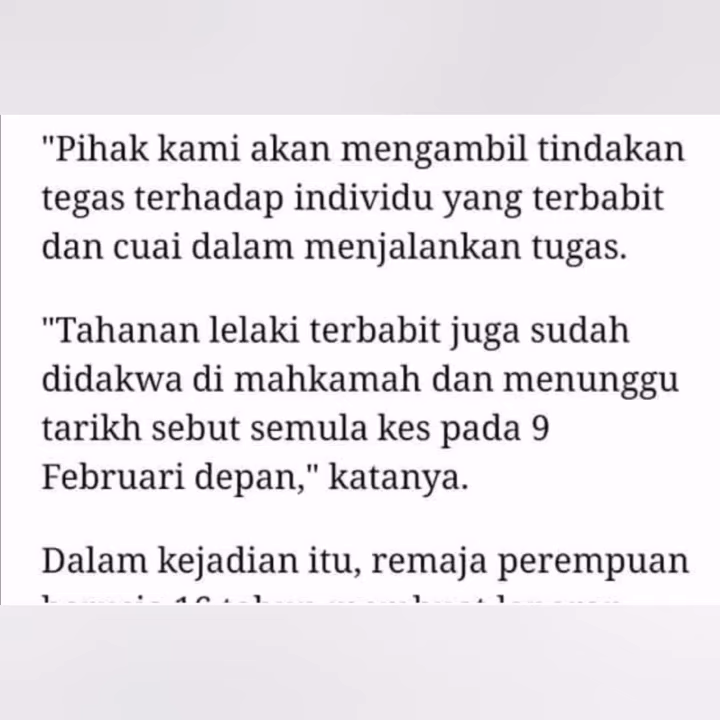 "Pihak kami akan mengambil tindakan
tegas terhadap individu yang terbabit
dan cuai dalam menjalankan tugas.
"Tahanan lelaki terbabit juga sudah
didakwa di mahkamah dan menunggu
tarikh sebut semula kes pada 9
Februari depan," katanya.
Dalam kejadian itu, remaja perempuan